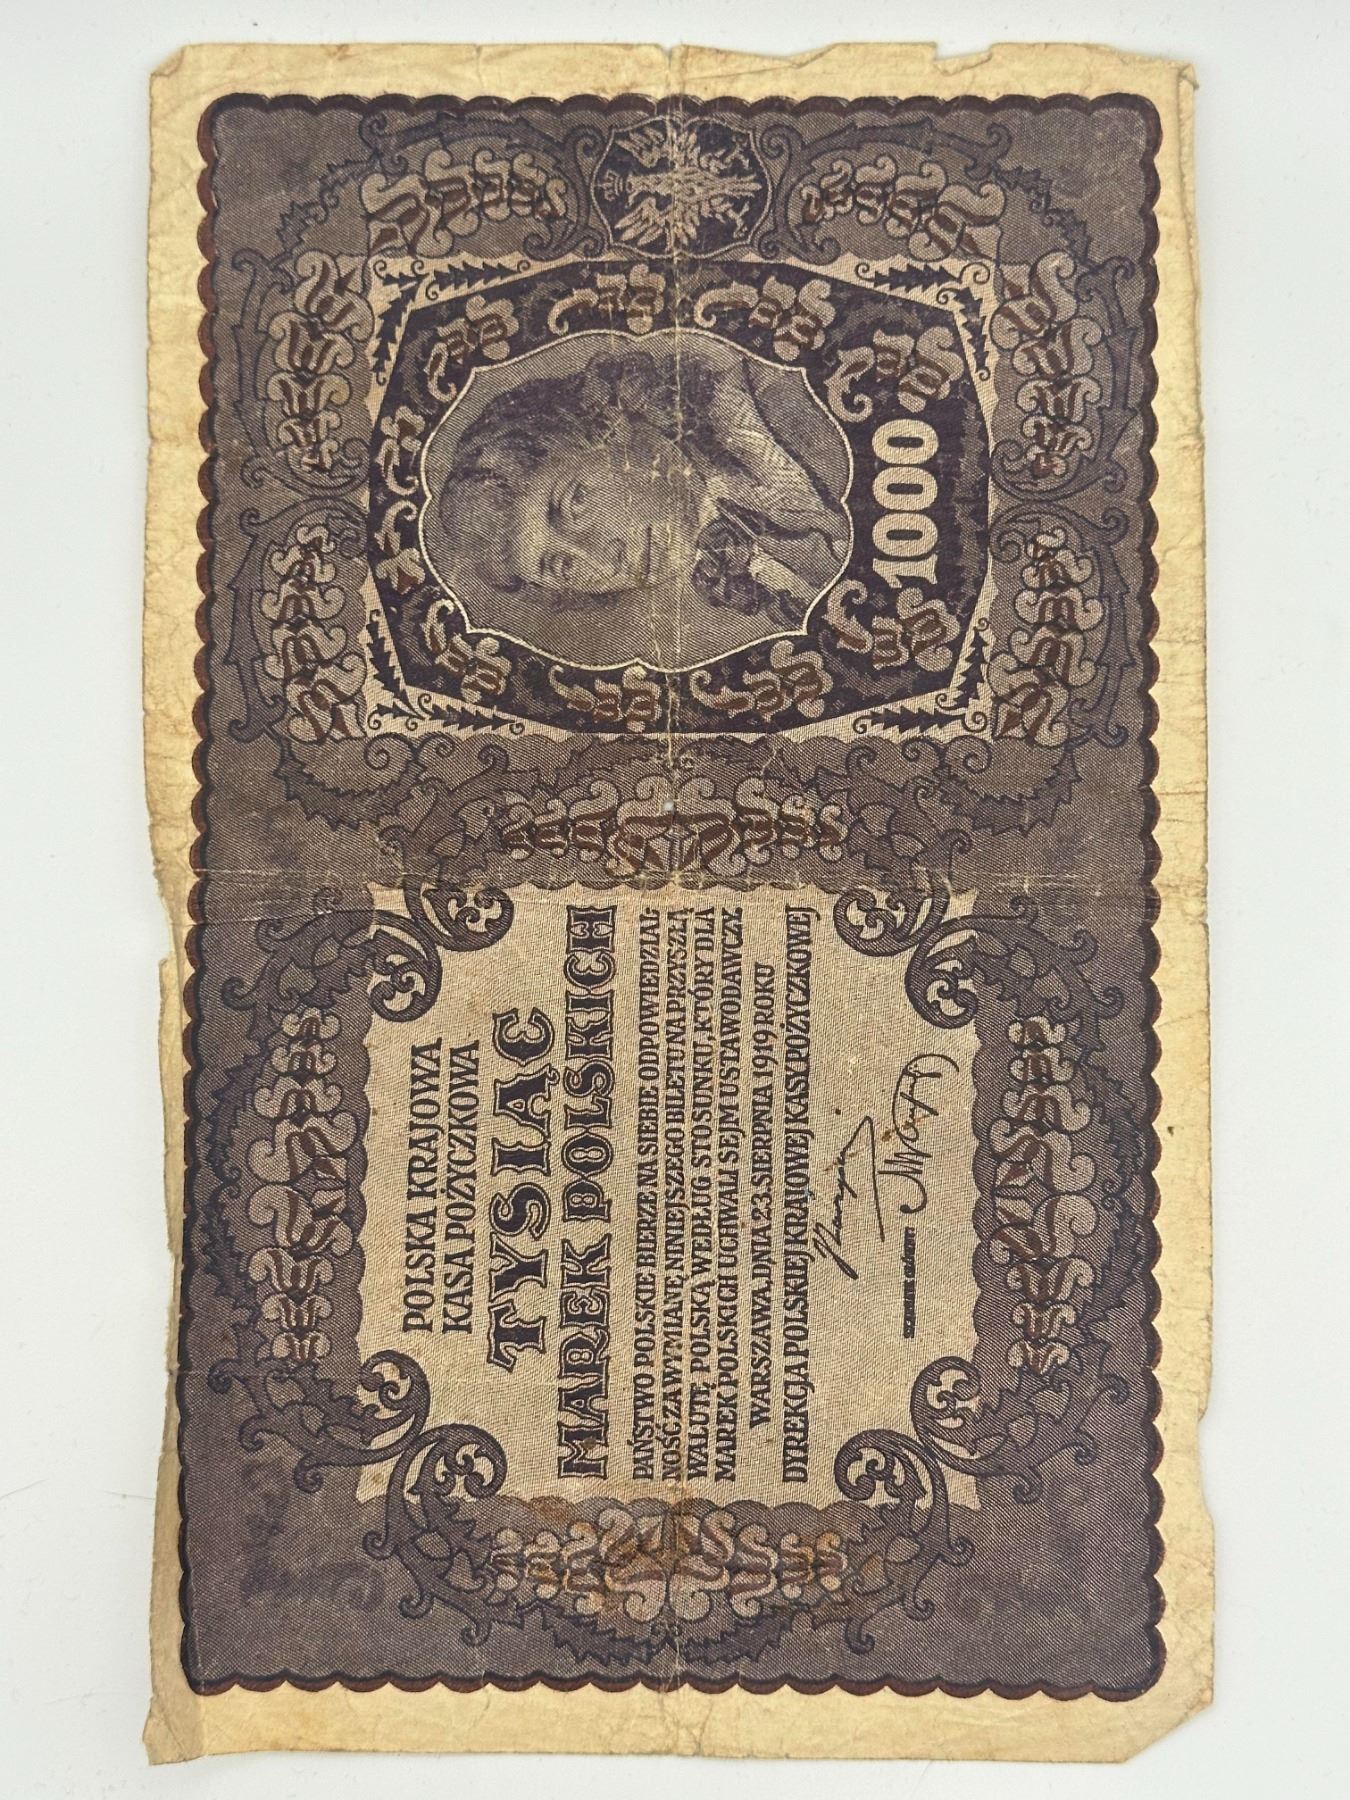 POLSKA KRAJOWA
KASA POŻYCZKOWA
TYSIĄC
MAREK POLSKICH
PAŃSTWO POLSKIE BIERZE NA SIEBIE ODPOWIEDZIAL-
NOŚĆ ZA WYMIANĘ NINIEJSZEGO BILETU NA PRZYSZŁĄ
WALUTĘ POLSKĄ WEDŁUG STOSUNKU, KTÓRY DLA
MAREK POLSKICH UCHWALI SEJM USTAWODAWCZY.
WARSZAWA, DNIA 23. SIERPNIA 1919 ROKU
DYREKCJA POLSKIEJ KRAJOWEJ KASY POŻYCZKOWEJ
1000